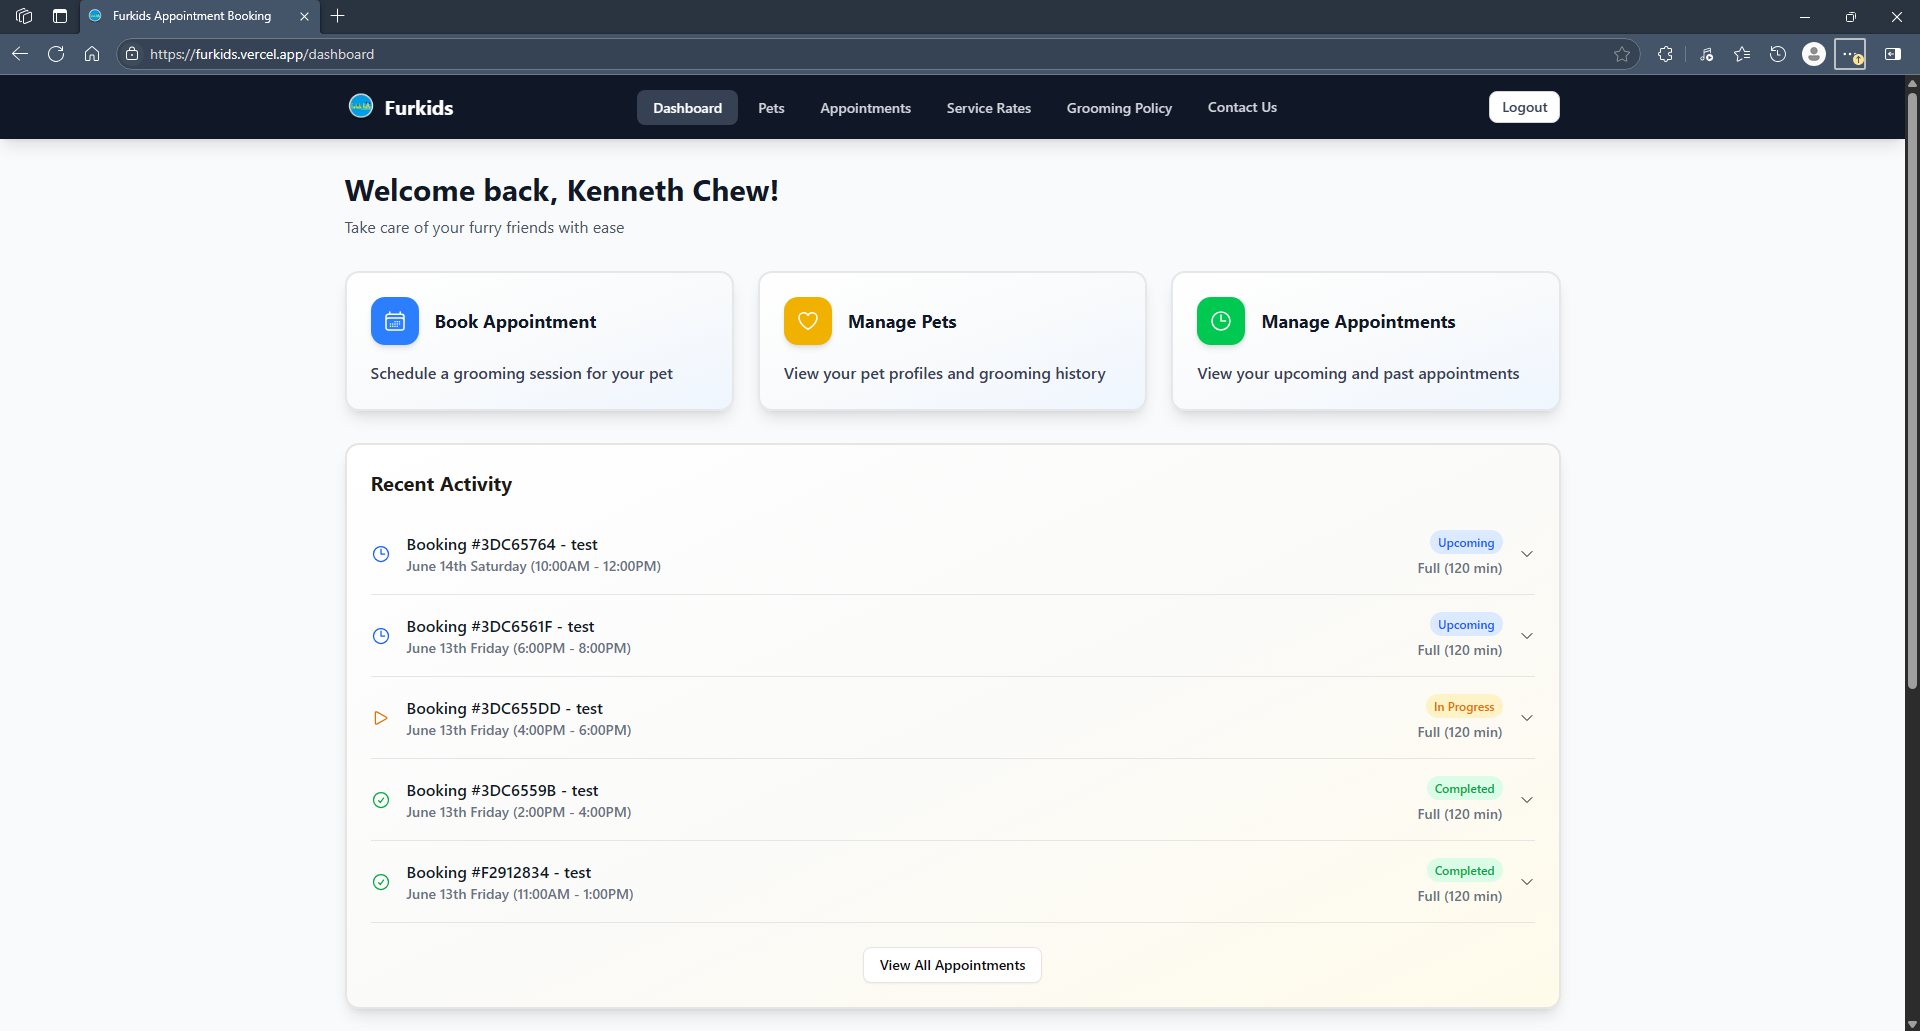 Furkids Appointment Booking
https://furkids.vercel.app/dashboard
Furkids
Dashboard
Pets
Appointments
Service Rates
Grooming Policy
Contact Us
Logout
Welcome back, Kenneth Chew!
Take care of your furry friends with ease
Book Appointment
Schedule a grooming session for your pet
Manage Pets
View your pet profiles and grooming history
Manage Appointments
View your upcoming and past appointments
Recent Activity
Booking #3DC65764 - test
June 14th Saturday (10:00AM - 12:00PM)
Upcoming
Full (120 min)
Booking #3DC6561F - test
June 13th Friday (6:00PM - 8:00PM)
Upcoming
Full (120 min)
Booking #3DC655DD - test
June 13th Friday (4:00PM - 6:00PM)
In Progress
Full (120 min)
Booking #3DC6559B - test
June 13th Friday (2:00PM - 4:00PM)
Completed
Full (120 min)
Booking #F2912834 - test
June 13th Friday (11:00AM - 1:00PM)
Completed
Full (120 min)
View All Appointments